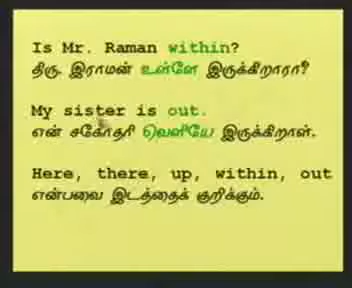 Is Mr. Raman within?
திரு. இராமன் உள்ளே இருக்கிறாரா?
My sister is out.
என் சகோதரி வெளியே இருக்கிறாள்.
Here, there, up, within, out
என்பவை இடத்தைக் குறிக்கும்.